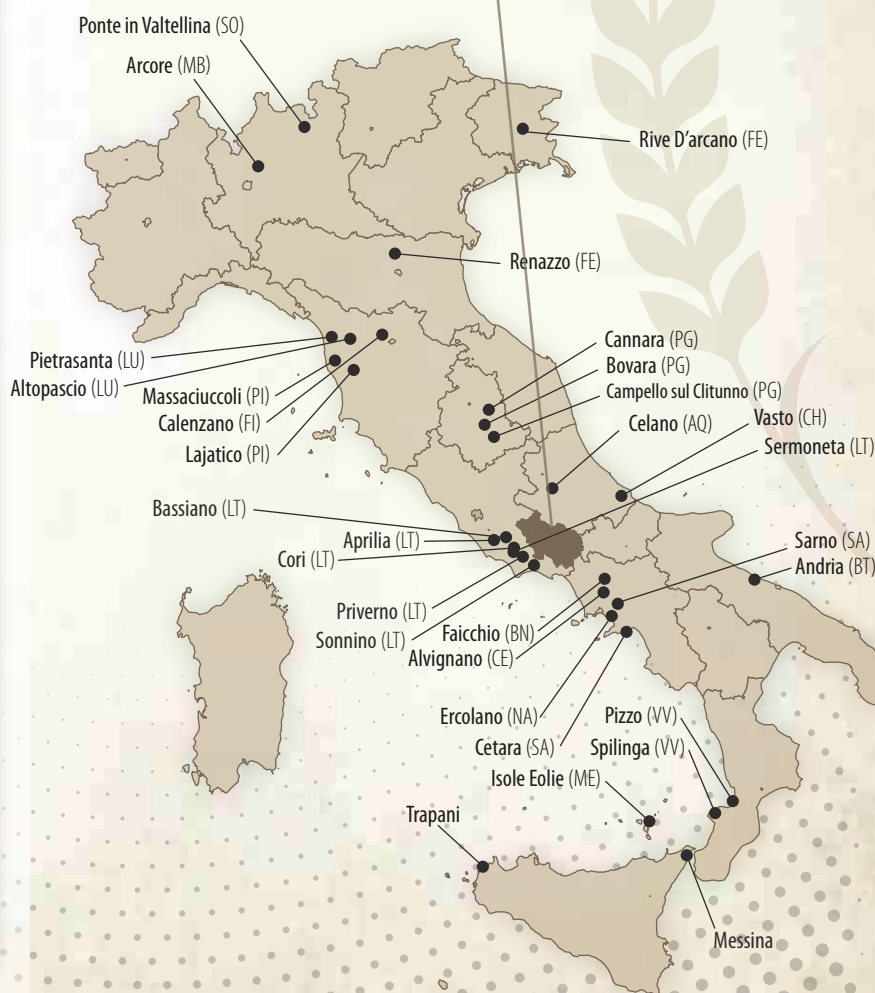 Ponte in Valtellina (SO)
Arcore (MB)
Rive D'arcano (FE)
Renazzo (FE)
Pietrasanta (LU)
Altopascio (LU)
Massaciuccoli (PI)
Calenzano (FI)
Lajatico (PI)
Cannara (PG)
Bovara (PG)
Campello sul Clitunno (PG)
Celano (AQ)
Vasto (CH)
Sermoneta (LT)
Bassiano (LT)
Aprilia (LT)
Cori (LT)
Priverno (LT)
Sonnino (LT)
Sarno (SA)
Andria (BT)
Faicchio (BN)
Alvignano (CE)
Ercolano (NA)
Cetara (SA)
Pizzo (VV)
Spilinga (VV)
Isole Eolie (ME)
Trapani
Messina